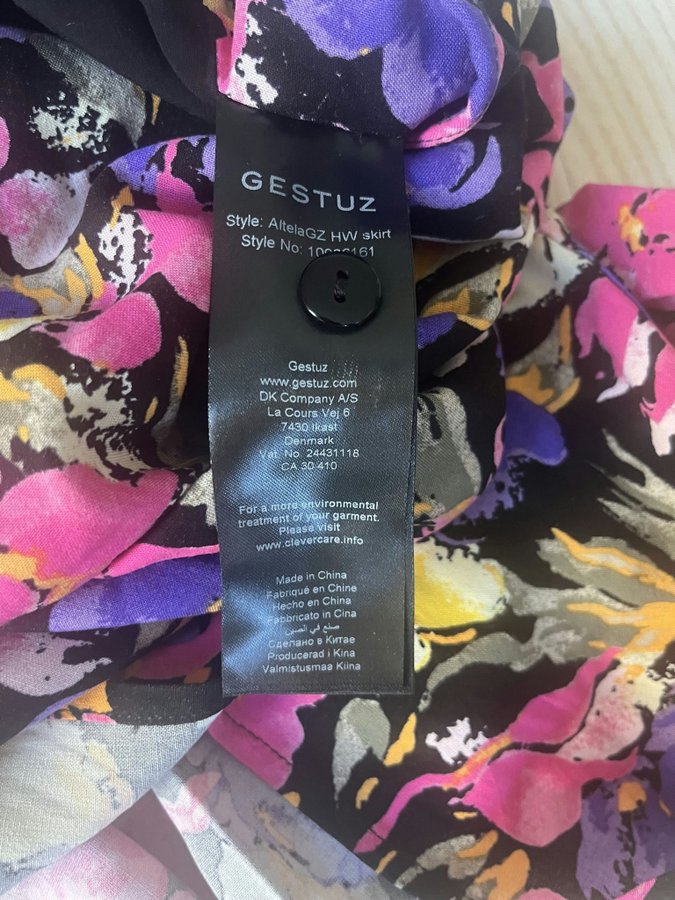 GESTUZ
Style: AltelaGZ HW skirt
Style No:
Gestuz
www.gestuz.com
DK Company A/S
La Cours Vej 6
7430 Ikast
Denmark
Vat. No. 24431118
CA 30 410
For a more environmental
treatment of your garment.
Please visit
www.clevercare.info
Made in China
Fabriqué en Chine
Hecho en China
Fabbricato in Cina
صنع في الصين
Сделано в Китае
Producerad i Kina
Valmistusmaa Kiina